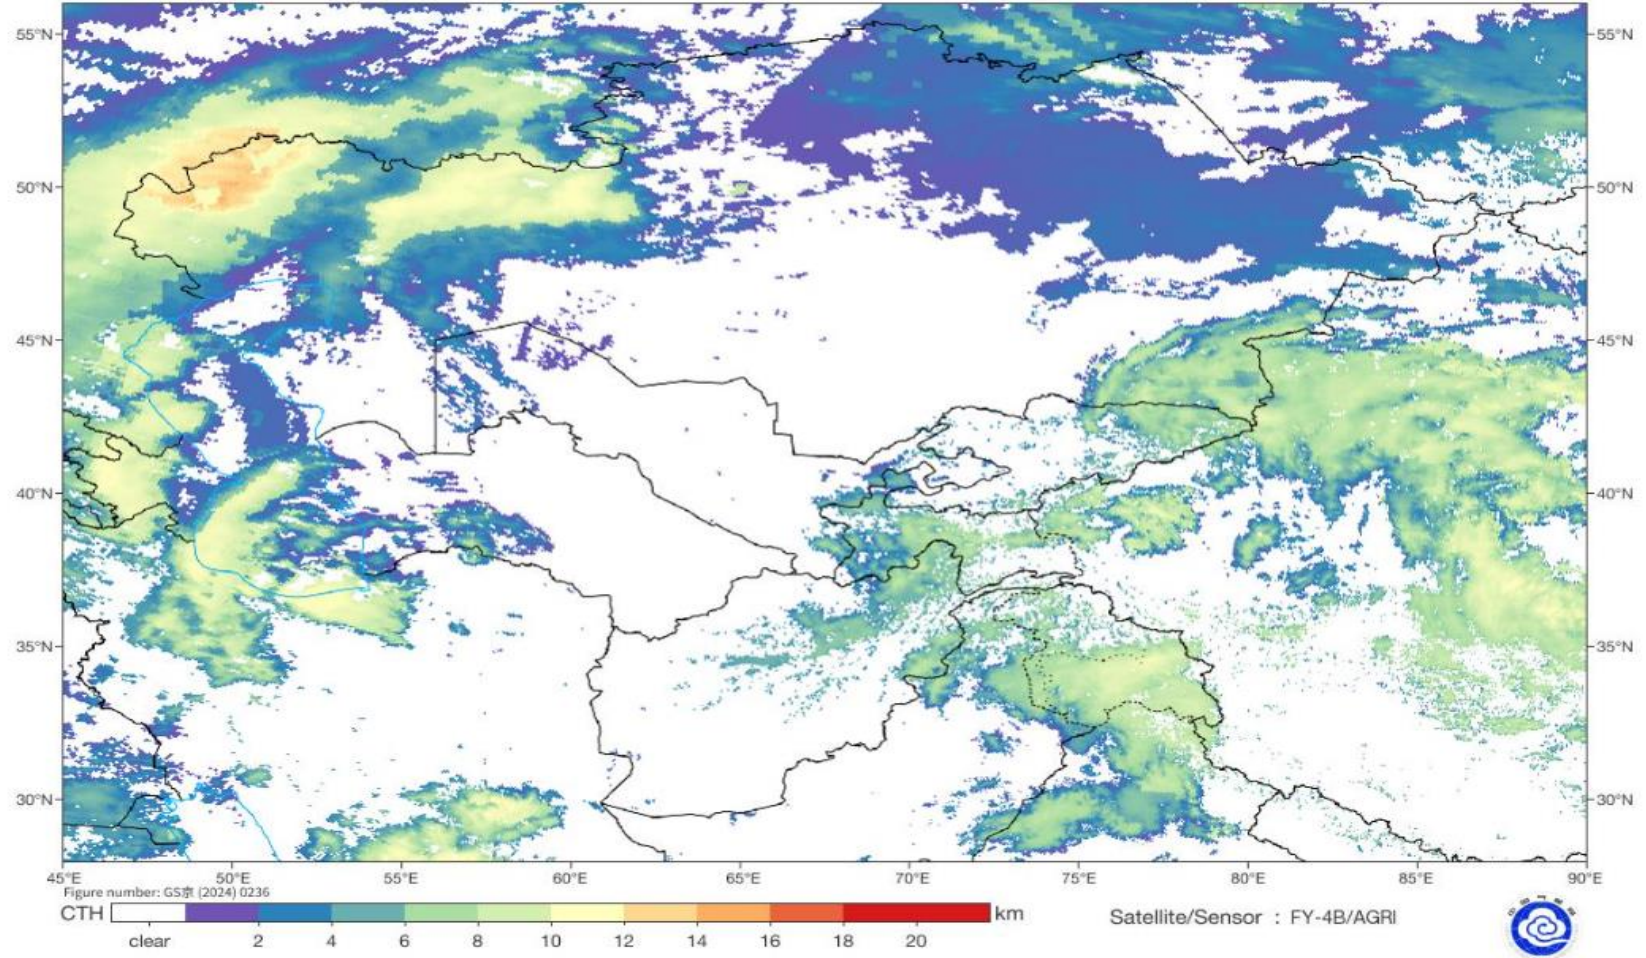 55°N 55°N
50°N 50°N
45°N 45°N
40°N 40°N
35°N 35°N
30°N 30°N
45°E 50°E 55°E 60°E 65°E 70°E 75°E 80°E 85°E 90°E
Figure number: GS京 (2024) 0236
CTH km
clear 2 4 6 8 10 12 14 16 18 20
Satellite/Sensor : FY-4B/AGRI